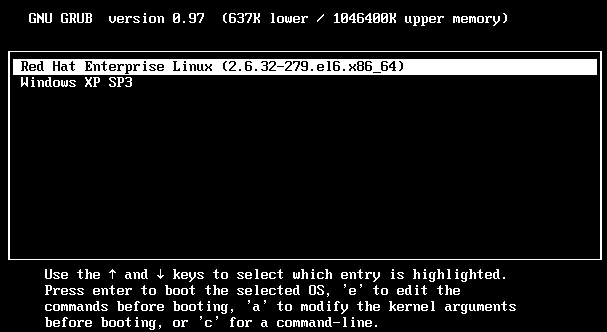 GNU GRUB  version 0.97  (637K lower / 1046400K upper memory)
Red Hat Enterprise Linux (2.6.32-279.el6.x86_64)
Windows XP SP3
Use the ↑ and ↓ keys to select which entry is highlighted.
Press enter to boot the selected OS, 'e' to edit the
commands before booting, 'a' to modify the kernel arguments
before booting, or 'c' for a command-line.